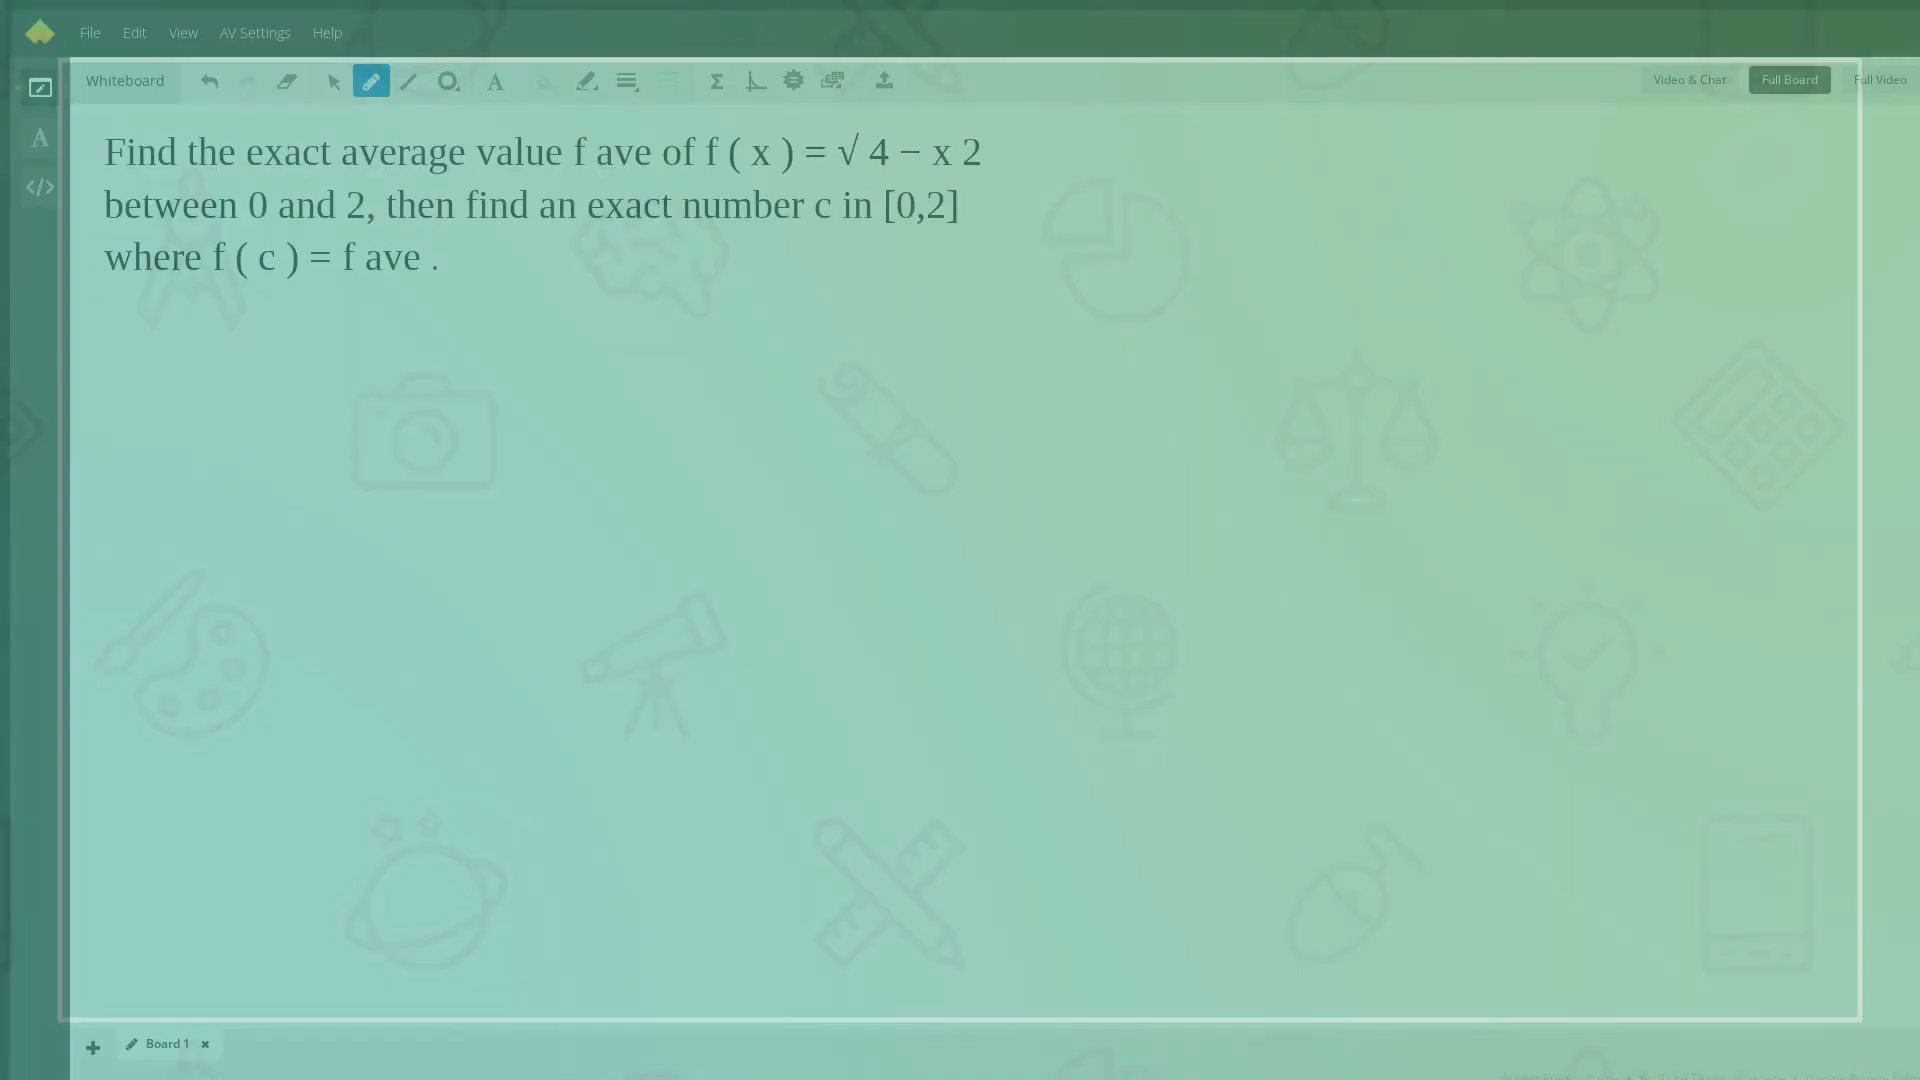 File Edit View AV Settings Help
Whiteboard A Σ Video & Chat Full Board Full Video
A
</>
Find the exact average value f ave of f ( x ) = √ 4 − x 2
between 0 and 2, then find an exact number c in [0,2]
where f ( c ) = f ave .
Board 1